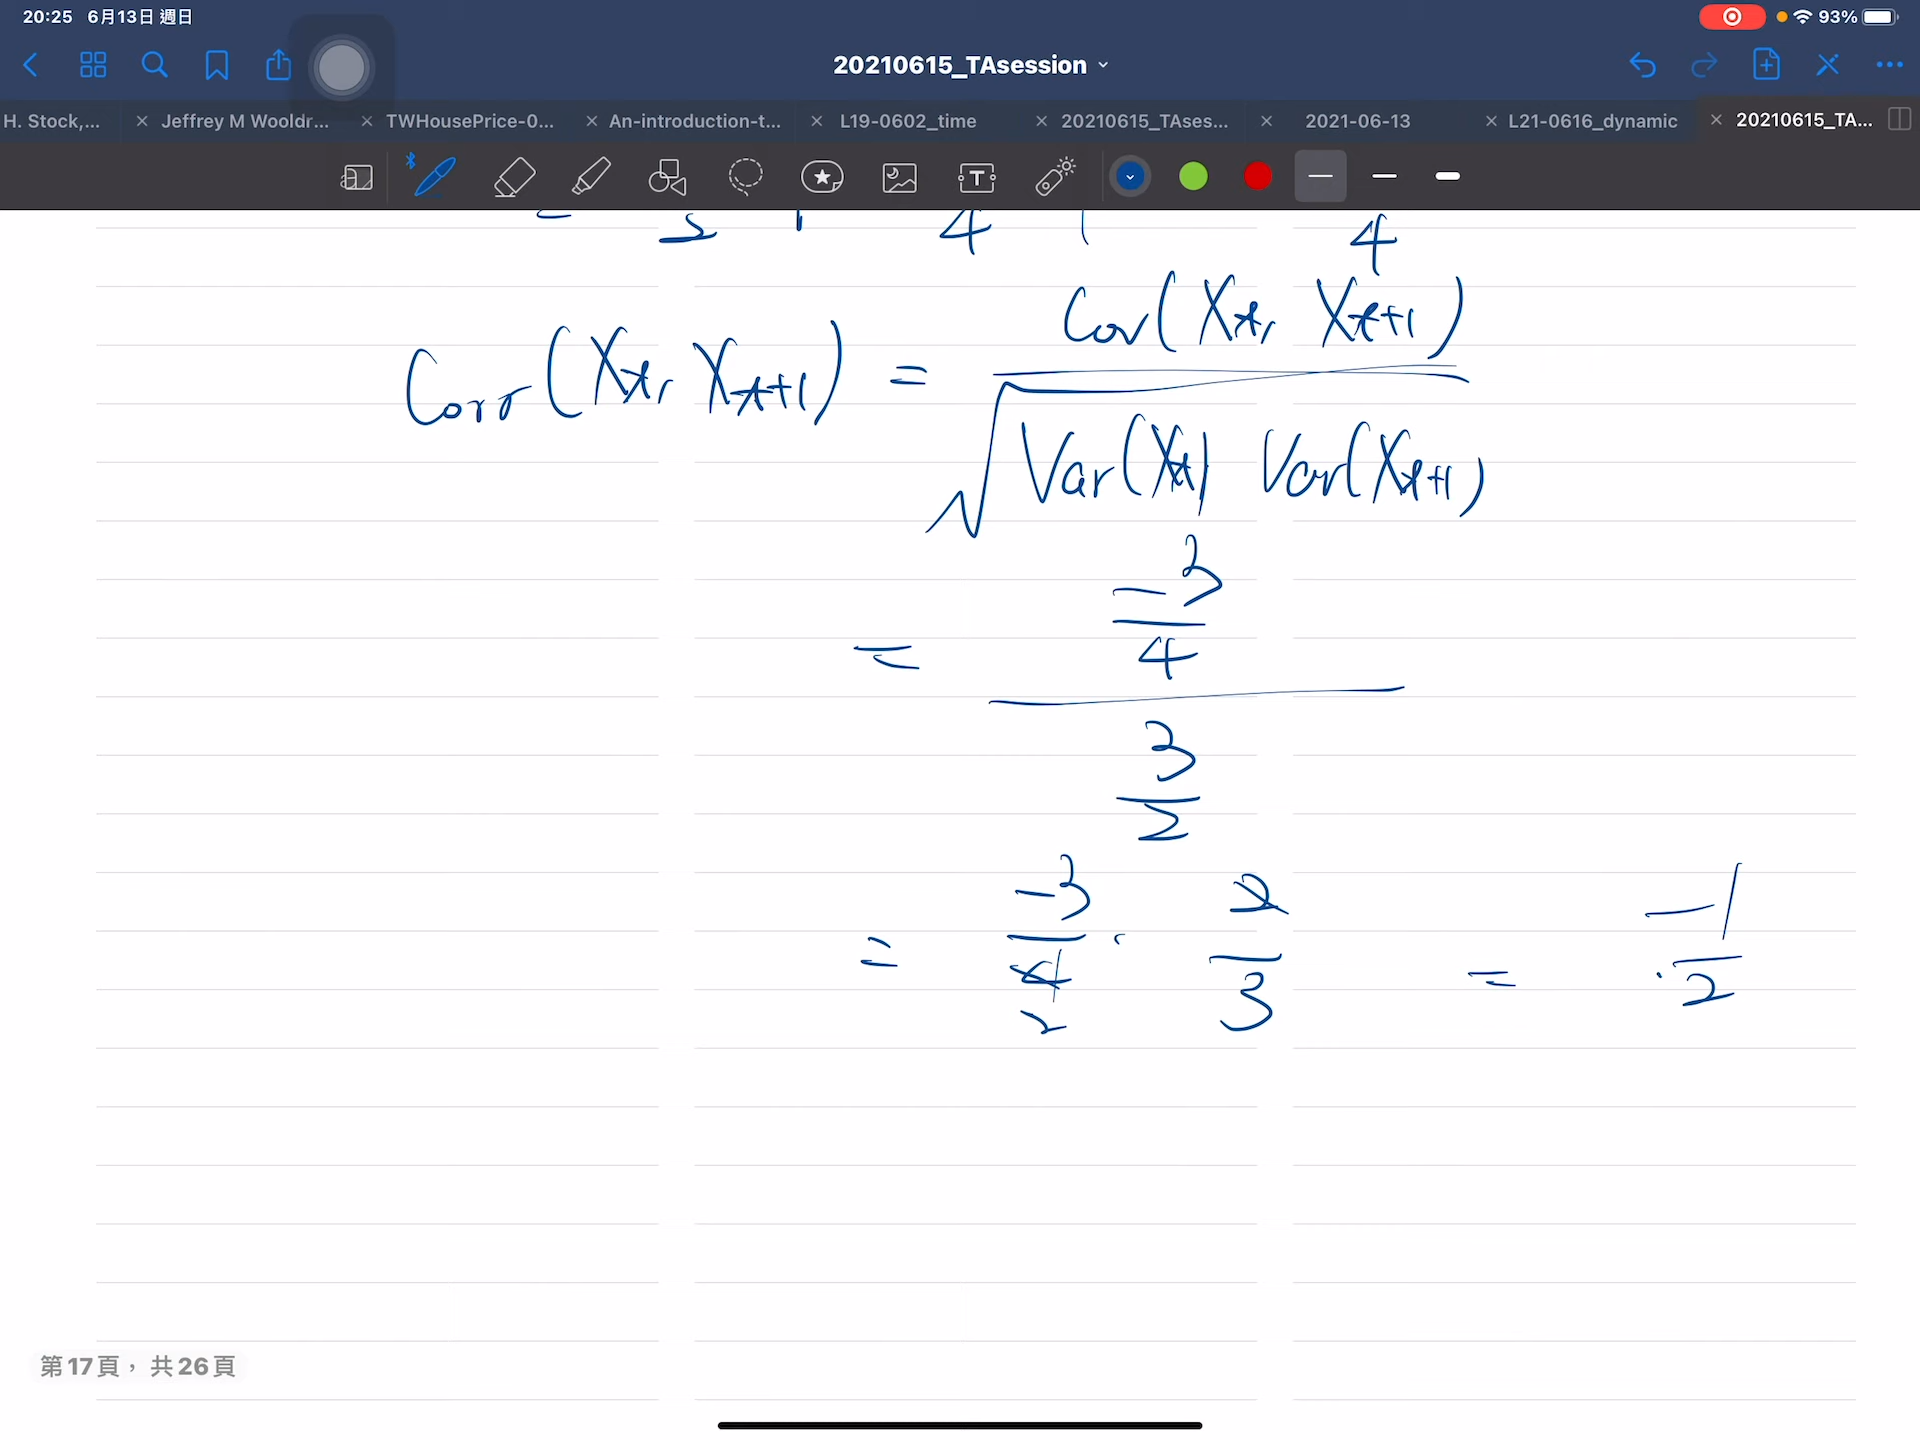 20:25 6月13日 週日 93%
20210615_TAsession
H. Stock,... × Jeffrey M Wooldr... × TWHousePrice-0... × An-introduction-t... × L19-0602_time × 20210615_TAses... × 2021-06-13 × L21-0616_dynamic × 20210615_TA...
4 4
Corr(Xt, Xt+1) = Cov(Xt, Xt+1) / √Var(Xt) Var(Xt+1)
= -3/4 / 3/2
= -3/4 2 · 2/3 = -1/2
第17頁，共26頁